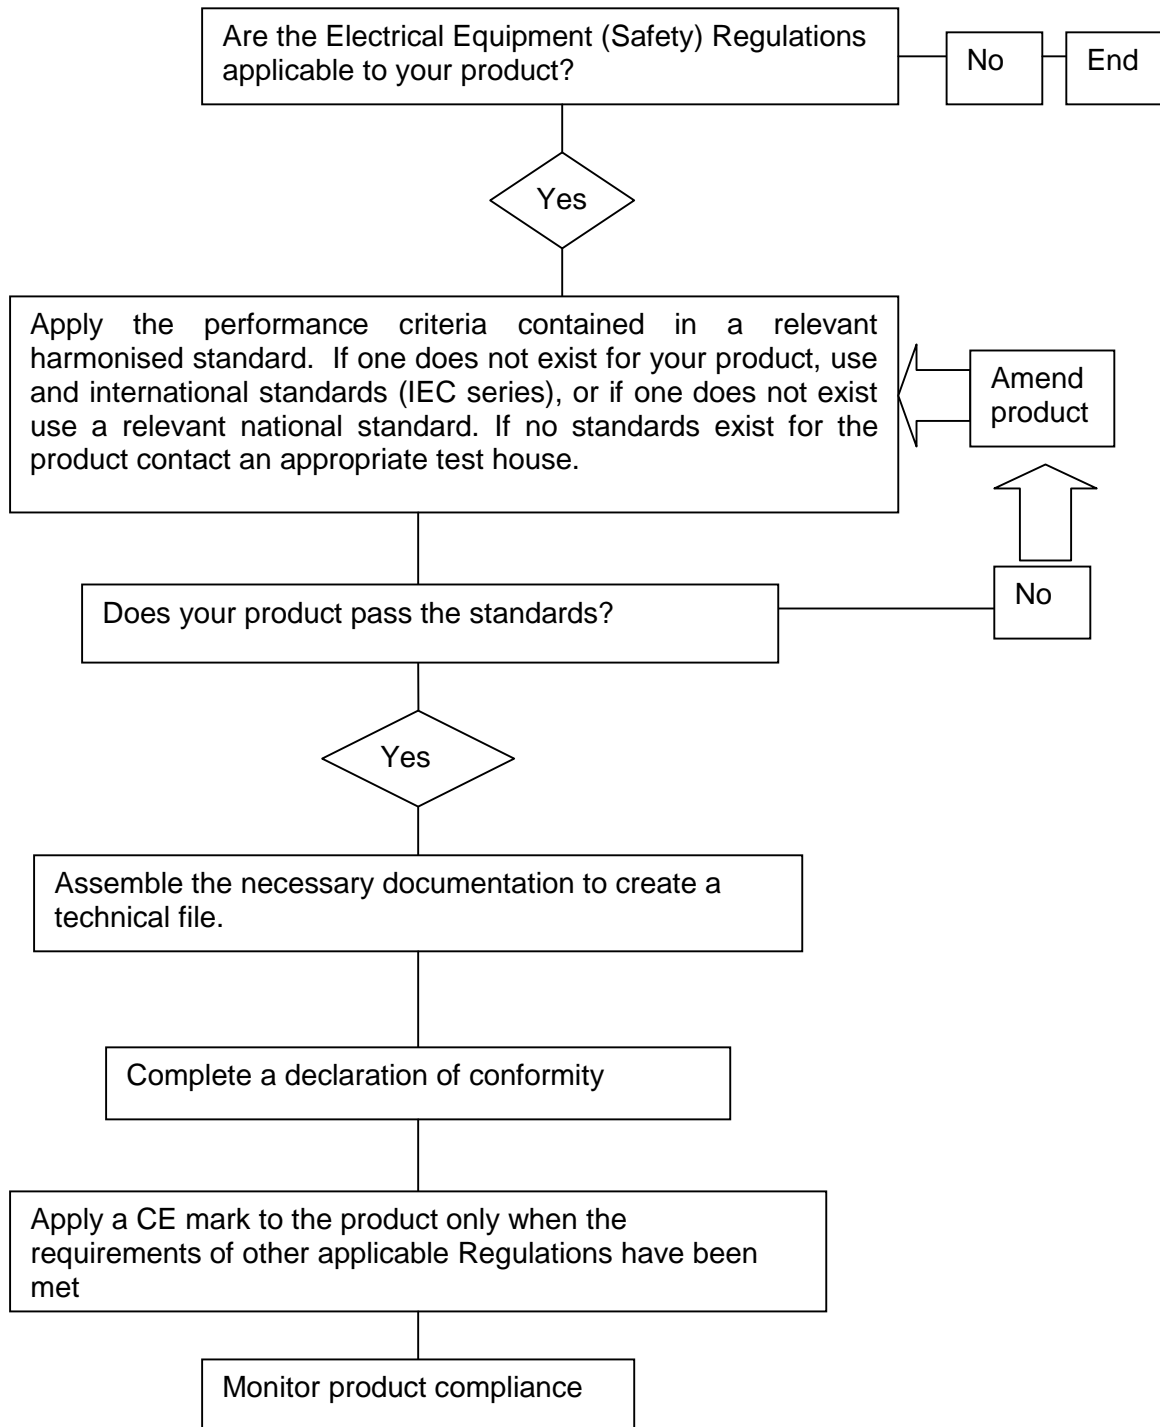 Are the Electrical Equipment (Safety) Regulations
applicable to your product?
No
End
Yes
Apply the performance criteria contained in a relevant
harmonised standard. If one does not exist for your product, use
and international standards (IEC series), or if one does not exist
use a relevant national standard. If no standards exist for the
product contact an appropriate test house.
Amend
product
Does your product pass the standards?
No
Yes
Assemble the necessary documentation to create a
technical file.
Complete a declaration of conformity
Apply a CE mark to the product only when the
requirements of other applicable Regulations have been
met
Monitor product compliance